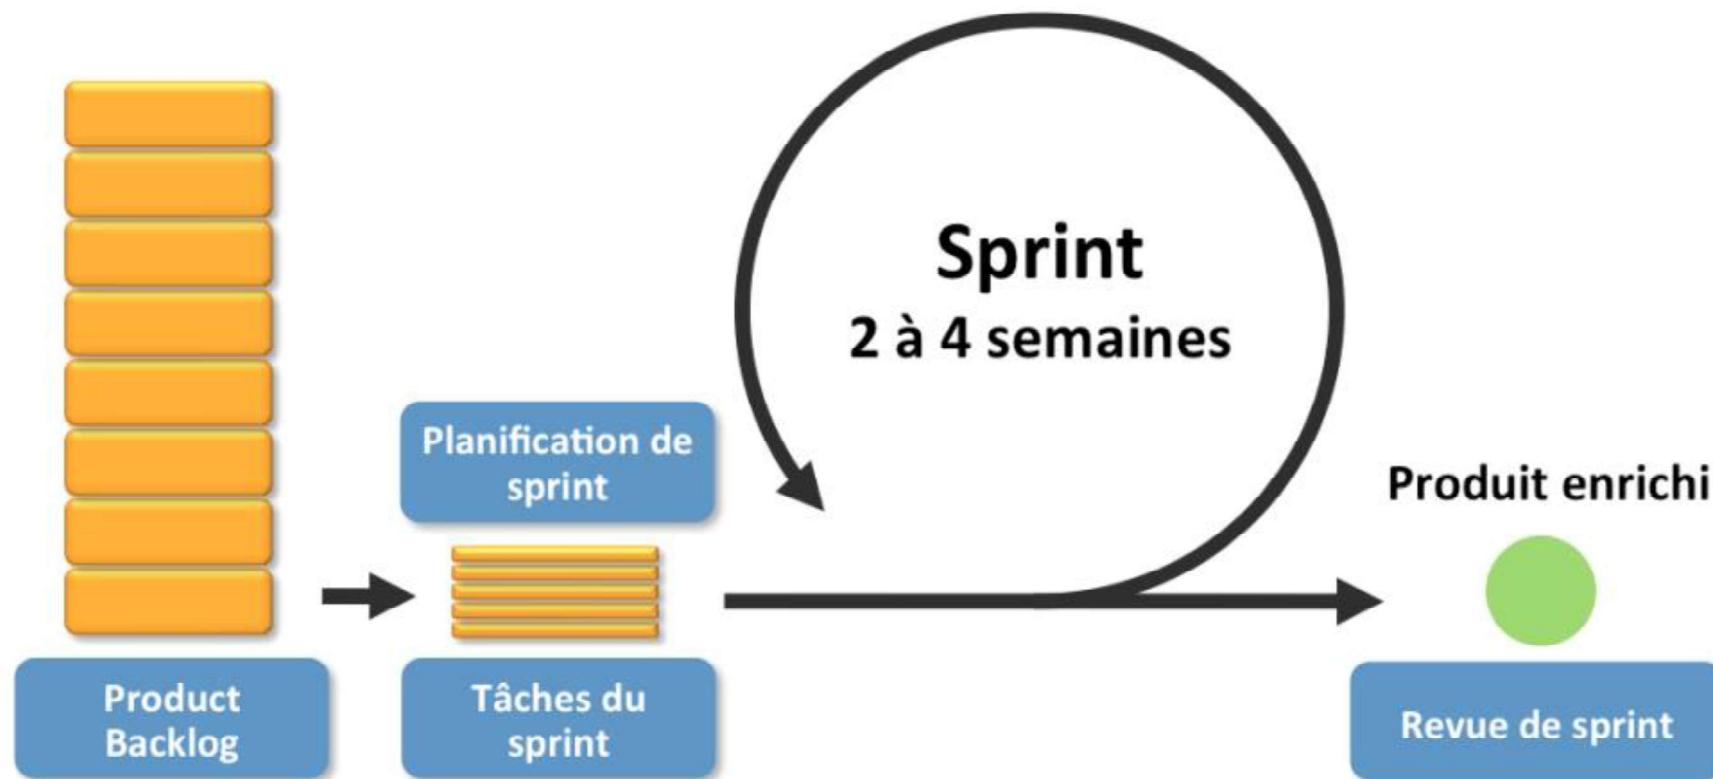 Sprint
2 à 4 semaines
Planification de
sprint
Produit enrichi
Product
Backlog
Tâches du
sprint
Revue de sprint